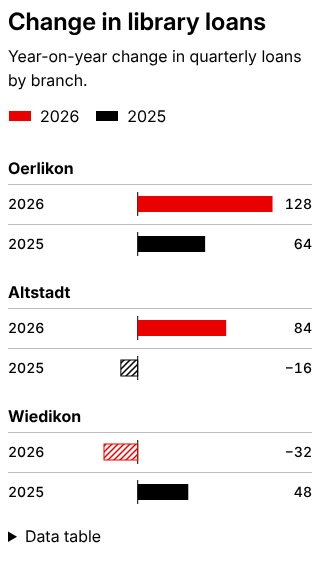 Change in library loans
Year-on-year change in quarterly loans
by branch.
2026 2025
Oerlikon
2026 128
2025 64
Altstadt
2026 84
2025 −16
Wiedikon
2026 −32
2025 48
Data table